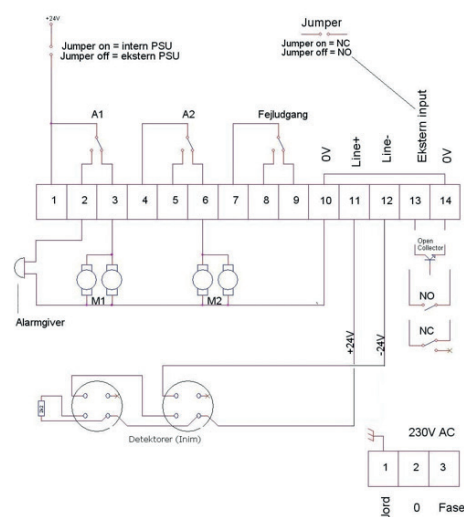 +24V
Jumper on = intern PSU
Jumper off = ekstern PSU
Jumper
Jumper on = NC
Jumper off = NO
A1
A2
Fejludgang
0V
Line+
Line-
Ekstern input
0V
1 2 3 4 5 6 7 8 9 10 11 12 13 14
Open
Collector
M1
M2
NO
NC
Alarmgiver
+24V
-24V
Detektorer (Inim)
230V AC
1 2 3
Jord
0
Fase